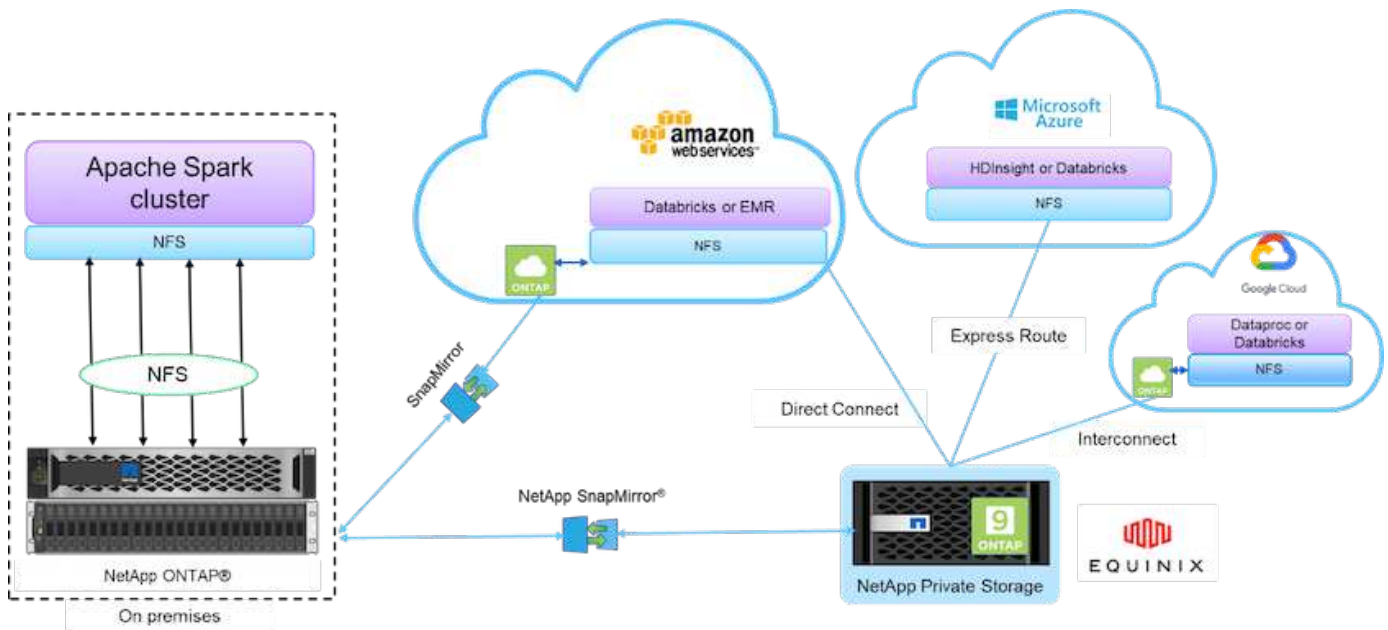 Apache Spark
cluster
NFS
NFS
NetApp ONTAP®
On premises
amazon
webservices™
Databricks or EMR
NFS
ONTAP
SnapMirror
NetApp SnapMirror®
Microsoft
Azure
HDInsight or Databricks
NFS
Express Route
Direct Connect
Google Cloud
Dataproc or
Databricks
NFS
ONTAP
Interconnect
9
ONTAP
NetApp Private Storage
EQUINIX